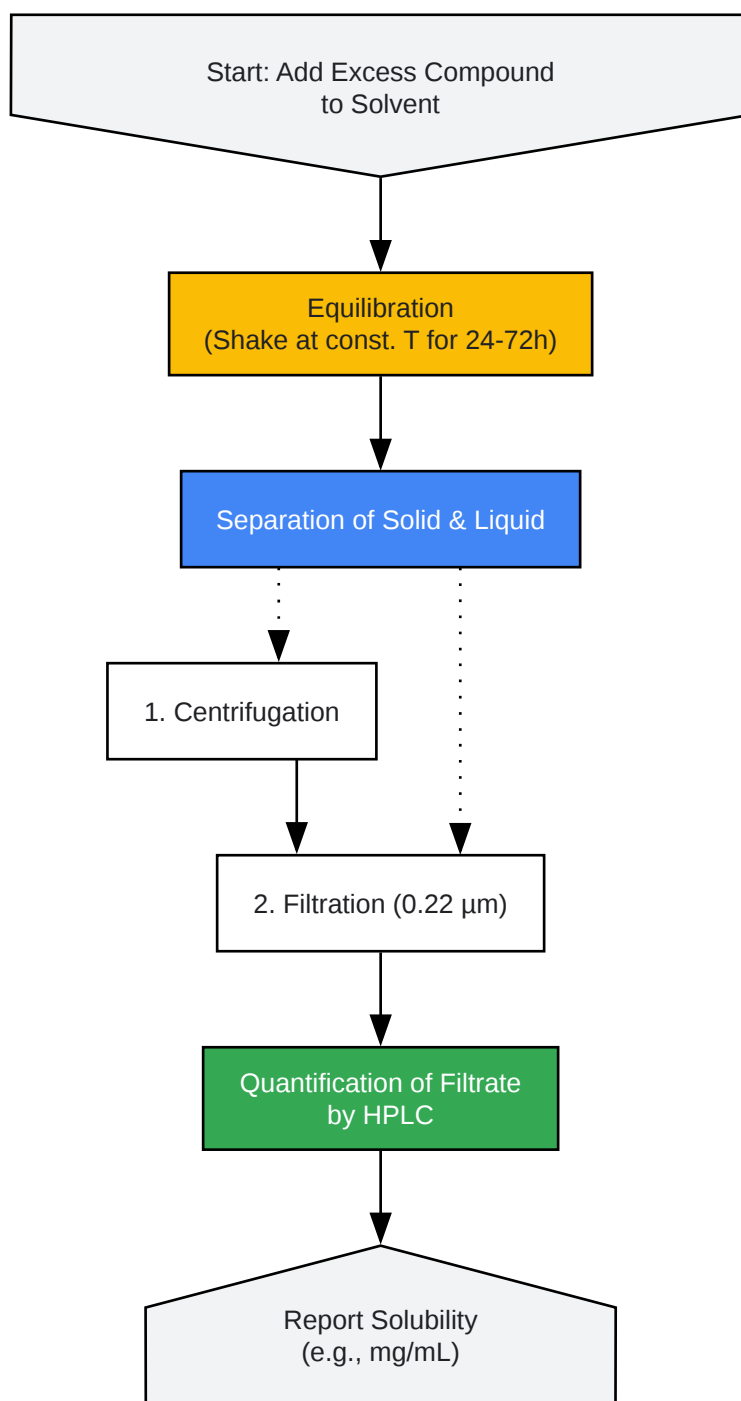 Start: Add Excess Compound
to Solvent
Equilibration
(Shake at const. T for 24-72h)
Separation of Solid & Liquid
1. Centrifugation
2. Filtration (0.22 µm)
Quantification of Filtrate
by HPLC
Report Solubility
(e.g., mg/mL)